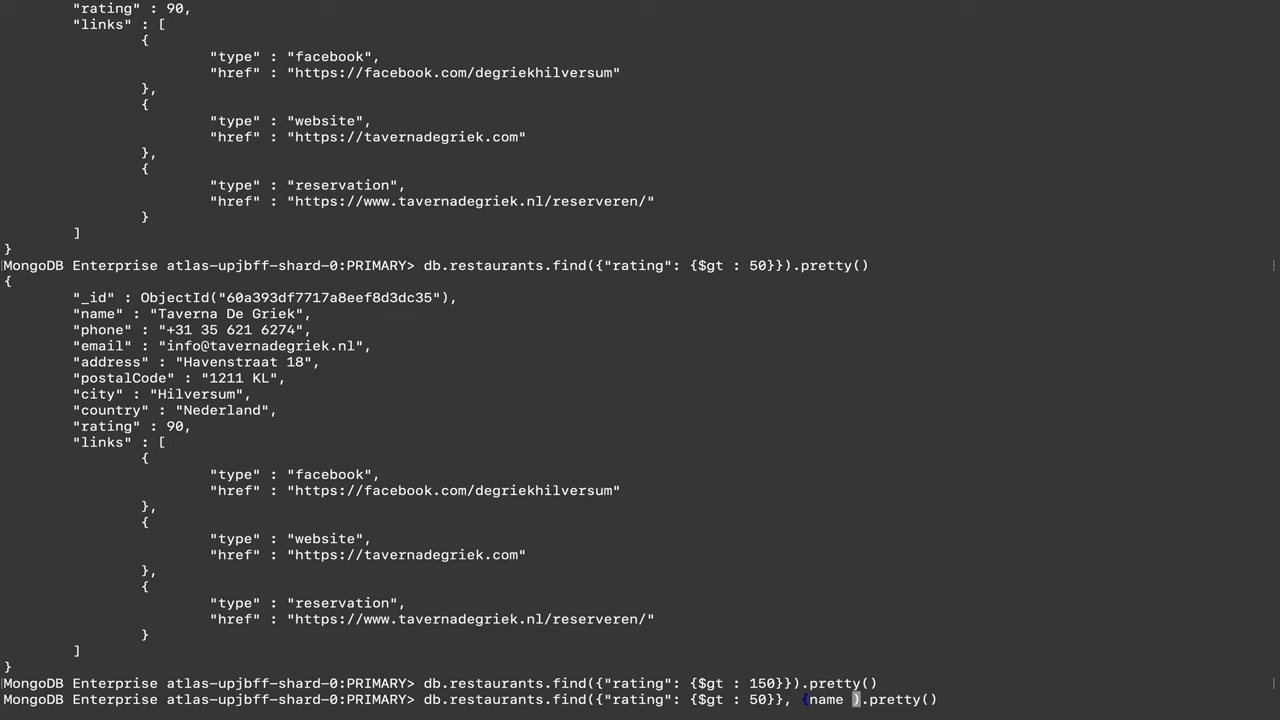 "rating" : 90,
"links" : [
{
"type" : "facebook",
"href" : "https://facebook.com/degriekhilversum"
},
{
"type" : "website",
"href" : "https://tavernadegriek.com"
},
{
"type" : "reservation",
"href" : "https://www.tavernadegriek.nl/reserveren/"
}
]
}
MongoDB Enterprise atlas-upjbff-shard-0:PRIMARY> db.restaurants.find({"rating": {$gt : 50}}).pretty()
{
"_id" : ObjectId("60a393df7717a8eef8d3dc35"),
"name" : "Taverna De Griek",
"phone" : "+31 35 621 6274",
"email" : "info@tavernadegriek.nl",
"address" : "Havenstraat 18",
"postalCode" : "1211 KL",
"city" : "Hilversum",
"country" : "Nederland",
"rating" : 90,
"links" : [
{
"type" : "facebook",
"href" : "https://facebook.com/degriekhilversum"
},
{
"type" : "website",
"href" : "https://tavernadegriek.com"
},
{
"type" : "reservation",
"href" : "https://www.tavernadegriek.nl/reserveren/"
}
]
}
MongoDB Enterprise atlas-upjbff-shard-0:PRIMARY> db.restaurants.find({"rating": {$gt : 150}}).pretty()
MongoDB Enterprise atlas-upjbff-shard-0:PRIMARY> db.restaurants.find({"rating": {$gt : 50}}, {name ).pretty()